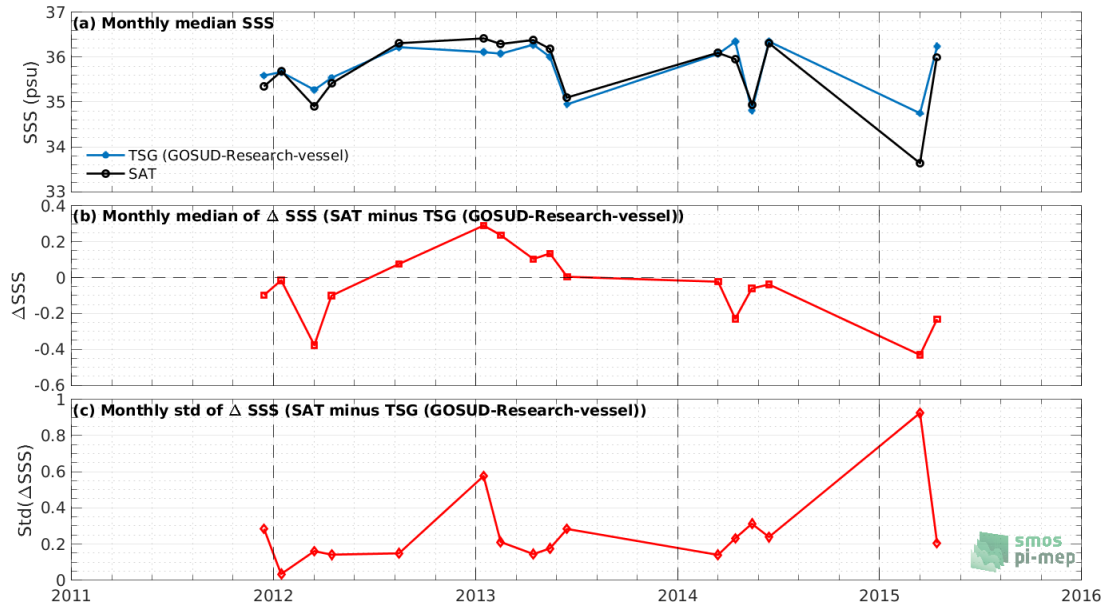 (a) Monthly median SSS
37
36
35
34
33
SSS (psu)
TSG (GOSUD-Research-vessel)
SAT
(b) Monthly median of Δ SSS (SAT minus TSG (GOSUD-Research-vessel))
0.4
0.2
0
-0.2
-0.4
-0.6
ΔSSS
(c) Monthly std of Δ SSS (SAT minus TSG (GOSUD-Research-vessel))
1
0.8
0.6
0.4
0.2
0
Std(ΔSSS)
smos
pi-mep
2011 2012 2013 2014 2015 2016